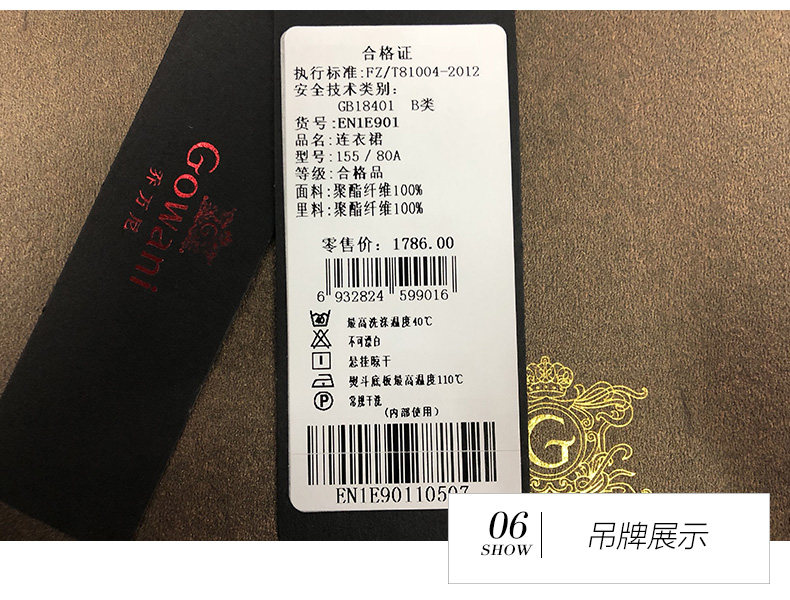 合格证
执行标准:FZ/T81004-2012
安全技术类别:
GB18401 B类
货号:EN1E901
品名:连衣裙
型号:155/80A
等级:合格品
面料:聚酯纤维100%
里料:聚酯纤维100%
零售价: 1786.00
6 932824 599016
最高洗涤温度40℃
不可漂白
悬挂晾干
熨斗底板最高温度110℃
P 常规干洗
(内部使用)
EN1E90110507
Gowani
乔万尼
G
06
SHOW
吊牌展示